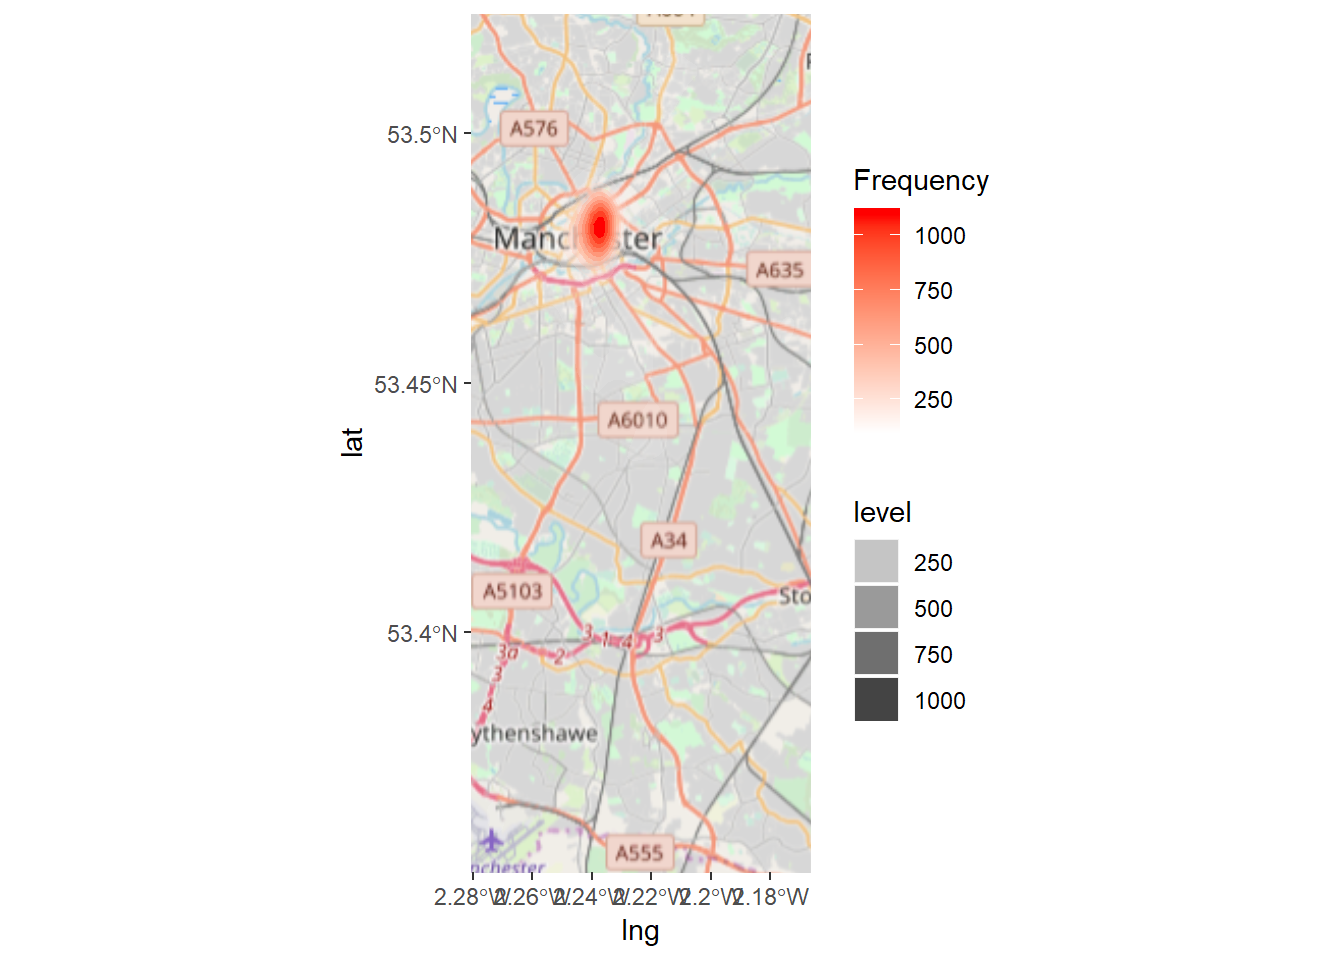 A576
Manc
ster
A635
A6010
A34
A5103
Sto
3 1 4 3
3a 2
3
4
ythenshawe
nchester
A555
53.5°N
53.45°N
53.4°N
lat
2.28°W 2.26°W 2.24°W 2.22°W 2.2°W 2.18°W
lng
Frequency
1000
750
500
250
level
250
500
750
1000